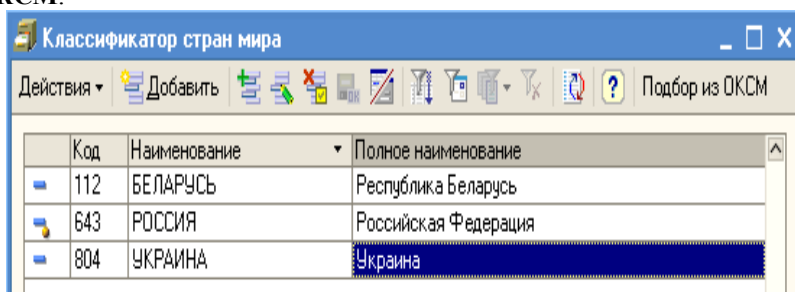 КСМ.
Классификатор стран мира
Действия Добавить Подбор из ОКСМ
Код Наименование Полное наименование
112 БЕЛАРУСЬ Республика Беларусь
643 РОССИЯ Российская Федерация
804 УКРАИНА Украина